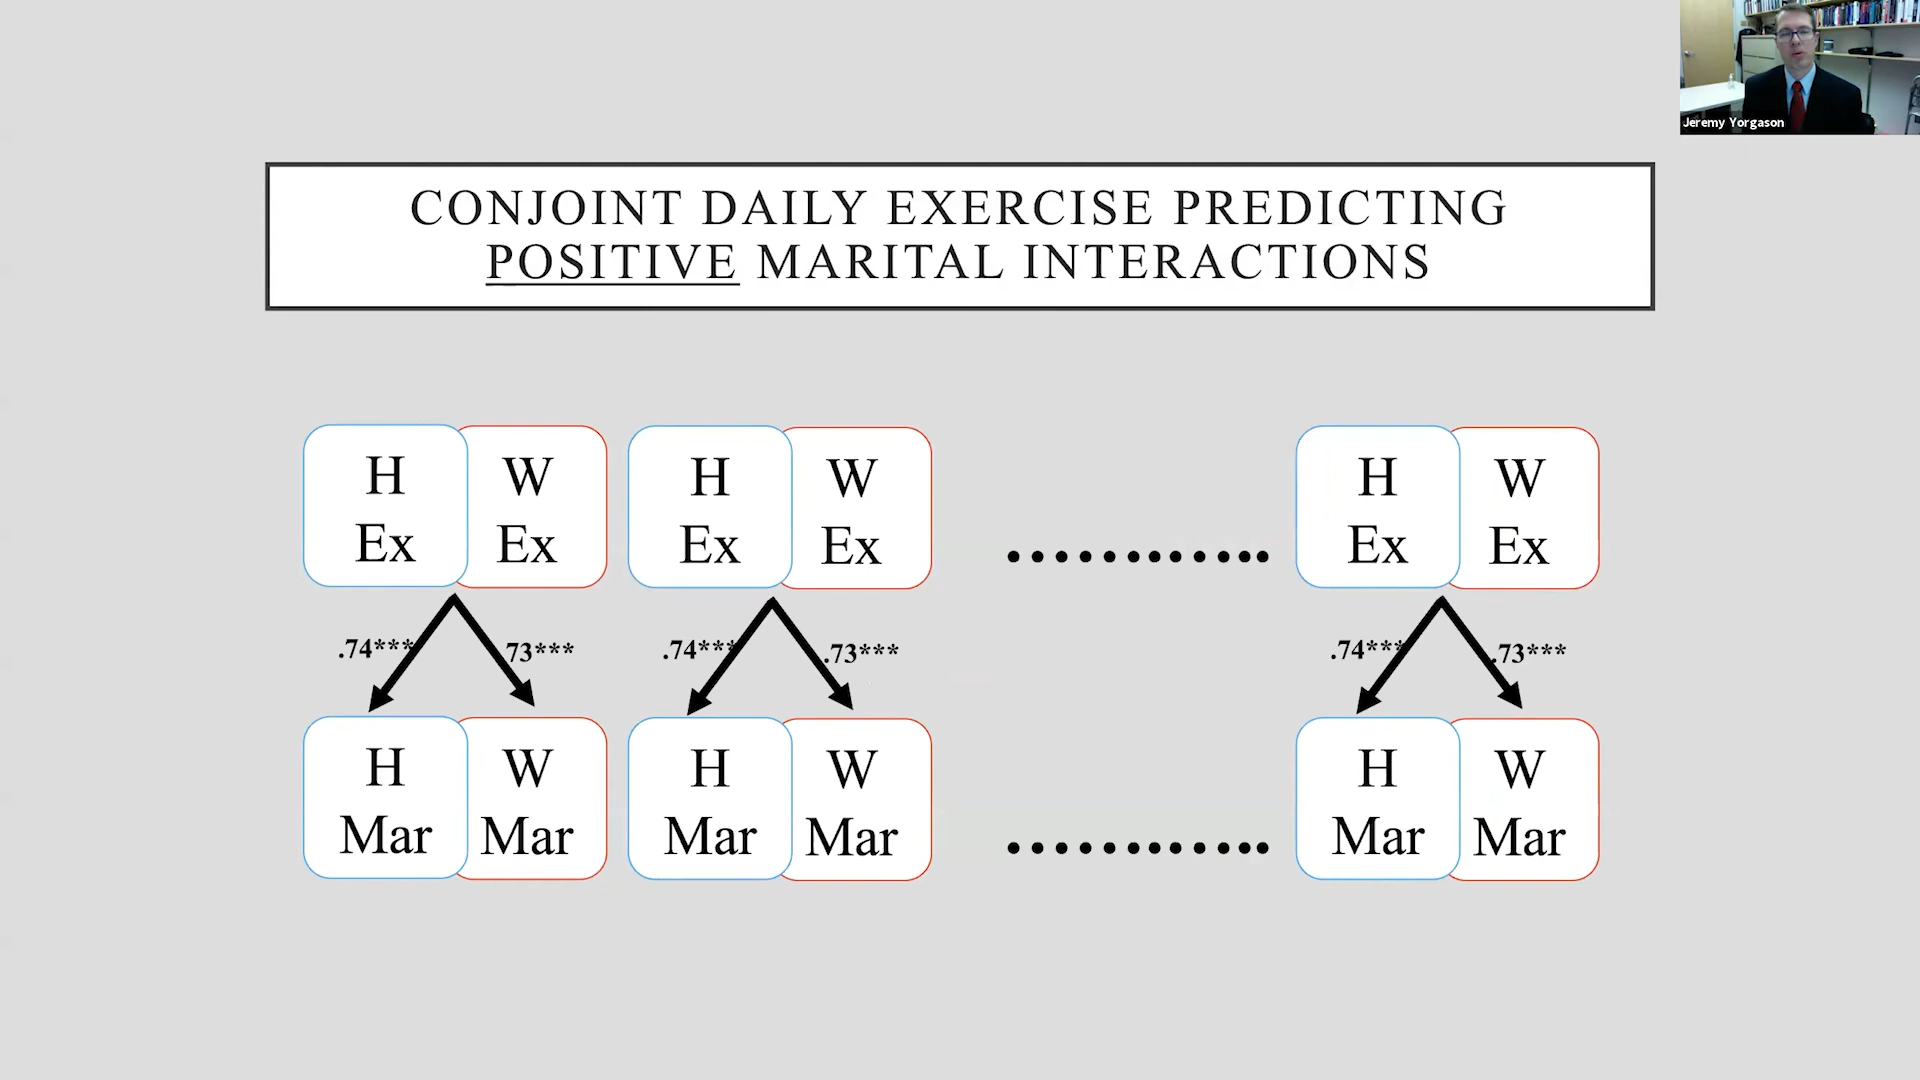 Jeremy Yorgason
CONJOINT DAILY EXERCISE PREDICTING
POSITIVE MARITAL INTERACTIONS
H W H W H W
Ex Ex Ex Ex ............ Ex Ex
.74*** .73*** .74*** .73*** .74*** .73***
H W H W H W
Mar Mar Mar Mar ............ Mar Mar